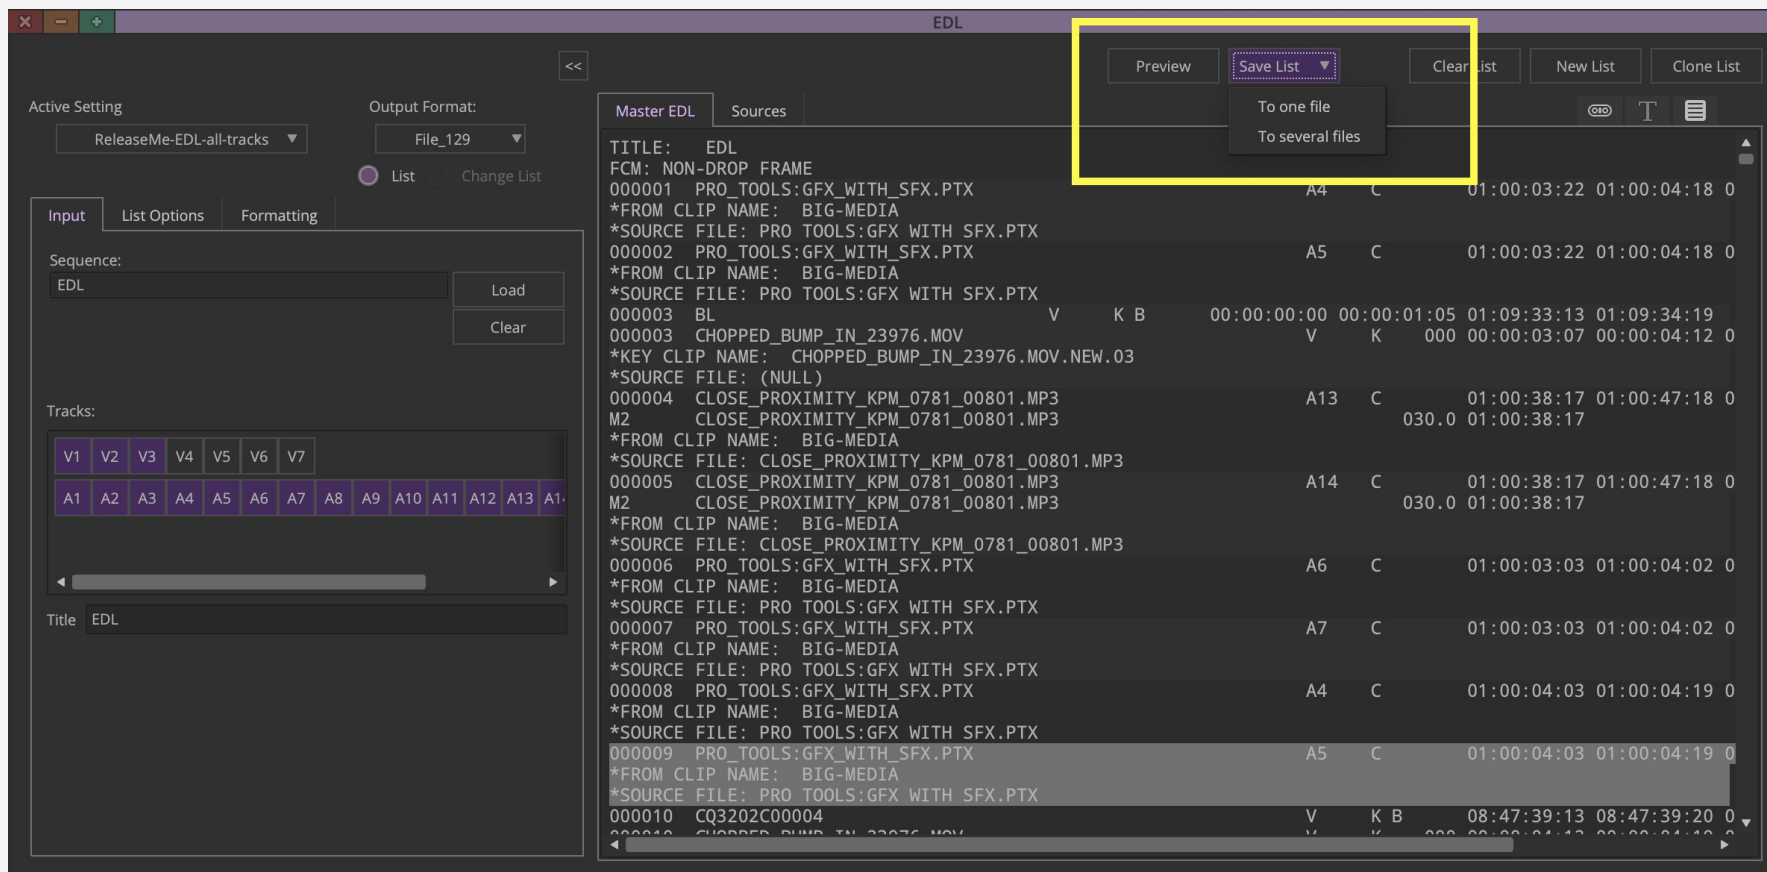 EDL
<<
Preview
Save List
Clear List
New List
Clone List
To one file
To several files
Active Setting
Output Format:
ReleaseMe-EDL-all-tracks
File_129
List
Change List
Input
List Options
Formatting
Sequence:
EDL
Load
Clear
Tracks:
V1 V2 V3 V4 V5 V6 V7
A1 A2 A3 A4 A5 A6 A7 A8 A9 A10 A11 A12 A13
Title EDL
Master EDL
Sources
T
TITLE: EDL
FCM: NON-DROP FRAME
000001 PRO_TOOLS:GFX_WITH_SFX.PTX A4 C 01:00:03:22 01:00:04:18 0
*FROM CLIP NAME: BIG-MEDIA
*SOURCE FILE: PRO TOOLS:GFX WITH SFX.PTX
000002 PRO_TOOLS:GFX_WITH_SFX.PTX A5 C 01:00:03:22 01:00:04:18 0
*FROM CLIP NAME: BIG-MEDIA
*SOURCE FILE: PRO TOOLS:GFX WITH SFX.PTX
000003 BL V K B 00:00:00:00 00:00:01:05 01:09:33:13 01:09:34:19
000003 CHOPPED_BUMP_IN_23976.MOV V K 000 00:00:03:07 00:00:04:12 0
*KEY CLIP NAME: CHOPPED_BUMP_IN_23976.MOV.NEW.03
*SOURCE FILE: (NULL)
000004 CLOSE_PROXIMITY_KPM_0781_00801.MP3 A13 C 01:00:38:17 01:00:47:18 0
M2 CLOSE_PROXIMITY_KPM_0781_00801.MP3 030.0 01:00:38:17
*FROM CLIP NAME: BIG-MEDIA
*SOURCE FILE: CLOSE_PROXIMITY_KPM_0781_00801.MP3
000005 CLOSE_PROXIMITY_KPM_0781_00801.MP3 A14 C 01:00:38:17 01:00:47:18 0
M2 CLOSE_PROXIMITY_KPM_0781_00801.MP3 030.0 01:00:38:17
*FROM CLIP NAME: BIG-MEDIA
*SOURCE FILE: CLOSE_PROXIMITY_KPM_0781_00801.MP3
000006 PRO_TOOLS:GFX_WITH_SFX.PTX A6 C 01:00:03:03 01:00:04:02 0
*FROM CLIP NAME: BIG-MEDIA
*SOURCE FILE: PRO TOOLS:GFX WITH SFX.PTX
000007 PRO_TOOLS:GFX_WITH_SFX.PTX A7 C 01:00:03:03 01:00:04:02 0
*FROM CLIP NAME: BIG-MEDIA
*SOURCE FILE: PRO TOOLS:GFX WITH SFX.PTX
000008 PRO_TOOLS:GFX_WITH_SFX.PTX A4 C 01:00:04:03 01:00:04:19 0
*FROM CLIP NAME: BIG-MEDIA
*SOURCE FILE: PRO TOOLS:GFX WITH SFX.PTX
000009 PRO_TOOLS:GFX_WITH_SFX.PTX A5 C 01:00:04:03 01:00:04:19 0
*FROM CLIP NAME: BIG-MEDIA
*SOURCE FILE: PRO TOOLS:GFX WITH SFX.PTX
000010 CQ3202C00004 V K B 08:47:39:13 08:47:39:20 0